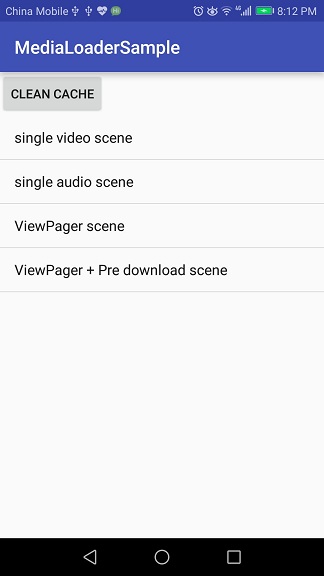 China Mobile 4G 8:12 PM
MediaLoaderSample
CLEAN CACHE
single video scene
single audio scene
ViewPager scene
ViewPager + Pre download scene